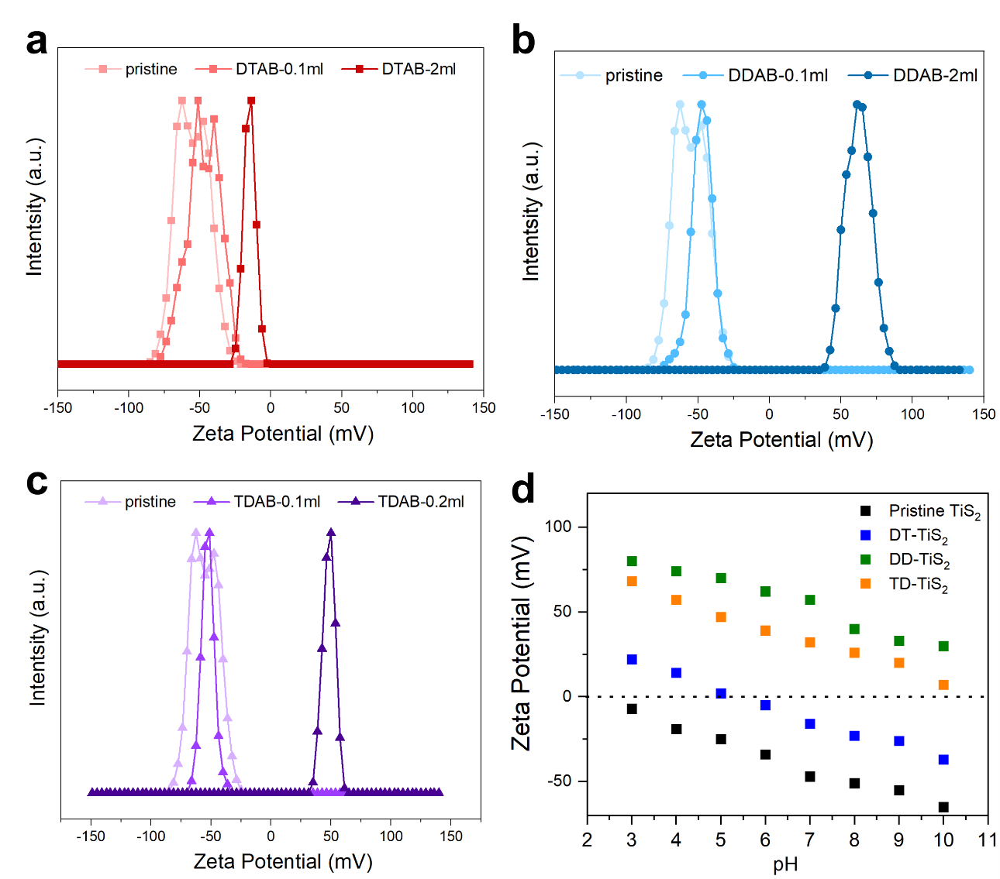 a
pristine DTAB-0.1ml DTAB-2ml
Intentsity (a.u.)
-150 -100 -50 0 50 100 150
Zeta Potential (mV)
b
pristine DDAB-0.1ml DDAB-2ml
Intentsity (a.u.)
-150 -100 -50 0 50 100 150
Zeta Potential (mV)
c
pristine TDAB-0.1ml TDAB-0.2ml
Intentsity (a.u.)
-150 -100 -50 0 50 100 150
Zeta Potential (mV)
d
Pristine TiS2
DT-TiS2
DD-TiS2
TD-TiS2
Zeta Potential (mV)
100
50
0
-50
2 3 4 5 6 7 8 9 10 11
pH